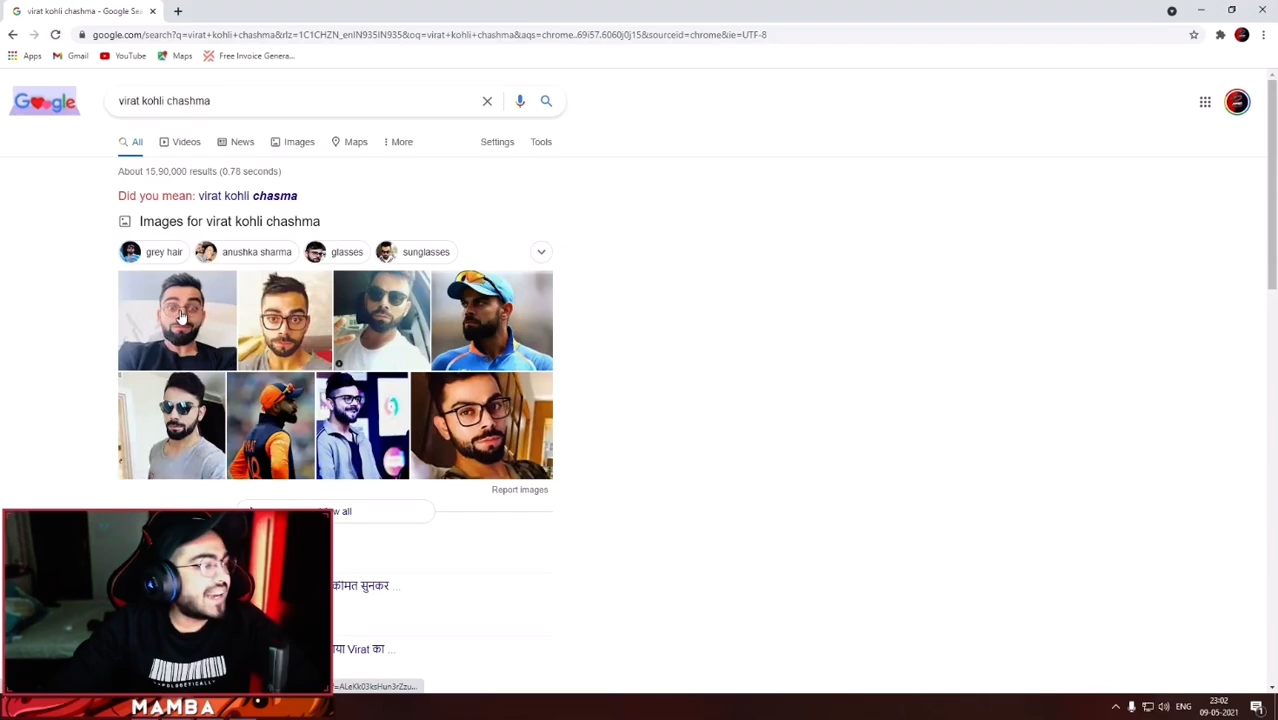 virat kohli chashma - Google Sea
google.com/search?q=virat+kohli+chashma&rlz=1C1CHZN_enIN935IN935&oq=virat+kohli+chashma&aqs=chrome..69i57.6060j0j15&sourceid=chrome&ie=UTF-8
Apps Gmail YouTube Maps Free Invoice Genera...
Google virat kohli chashma
All Videos News Images Maps More Settings Tools
About 15,90,000 results (0.78 seconds)
Did you mean: virat kohli chasma
Images for virat kohli chashma
grey hair anushka sharma glasses sunglasses
VIRAT
Report images
all
कीमत सुनकर ...
Virat का ...
MAMBA
ENG
23:02
09-05-2021